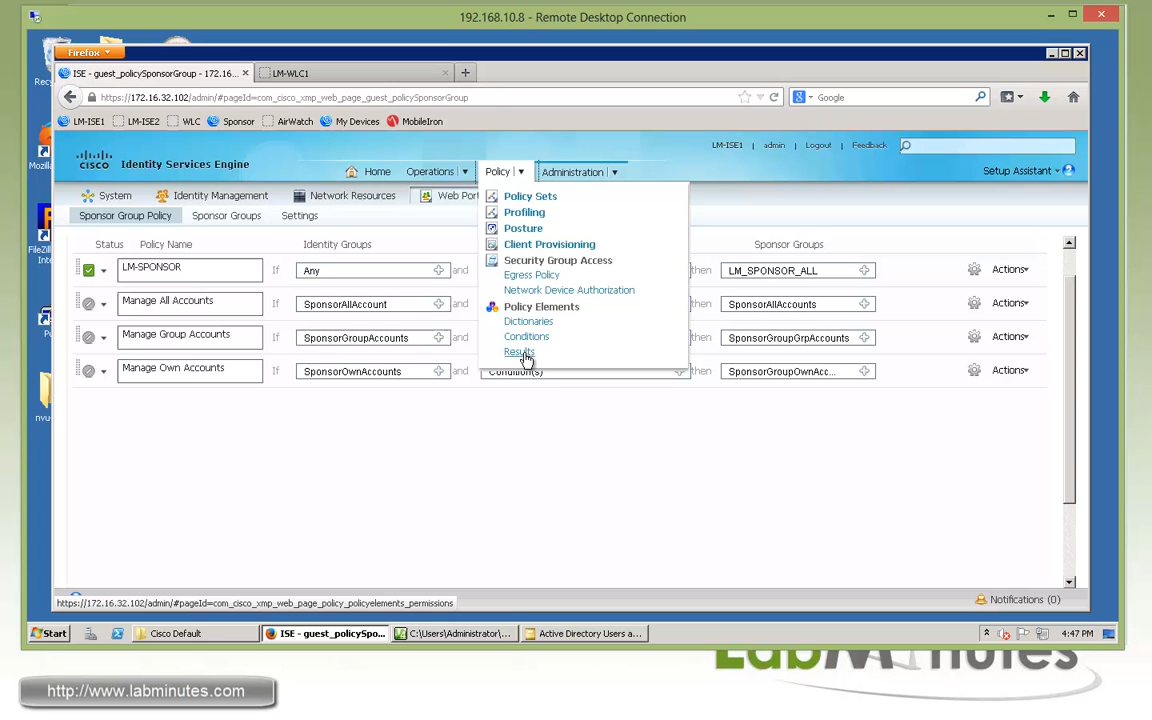 192.168.10.8 - Remote Desktop Connection
Firefox
ISE - guest_policySponsorGroup - 172.16....
LM-WLC1
https://172.16.32.102/admin/#pageId=com_cisco_xmp_web_page_guest_policySponsorGroup
Google
LM-ISE1 LM-ISE2 WLC Sponsor AirWatch My Devices MobileIron
LM-ISE1 admin Logout Feedback
CISCO Identity Services Engine
Home Operations Policy Administration
Setup Assistant
System Identity Management Network Resources Web Por
Sponsor Group Policy Sponsor Groups Settings
Policy Sets
Profiling
Posture
Client Provisioning
Security Group Access
Egress Policy
Network Device Authorization
Policy Elements
Dictionaries
Conditions
Results
Status Policy Name Identity Groups Sponsor Groups
LM-SPONSOR If Any and then LM_SPONSOR_ALL Actions
Manage All Accounts If SponsorAllAccount and then SponsorAllAccounts Actions
Manage Group Accounts If SponsorGroupAccounts and then SponsorGroupGrpAccounts Actions
Manage Own Accounts If SponsorOwnAccounts and Condition(s) then SponsorGroupOwnAcc... Actions
https://172.16.32.102/admin/#pageId=com_cisco_xmp_web_page_policy_policyelements_permissions
Notifications (0)
Start
Cisco Default
ISE - guest_policySpo...
C:\Users\Administrator/...
Active Directory Users a...
4:47 PM
LabMinutes
http://www.labminutes.com